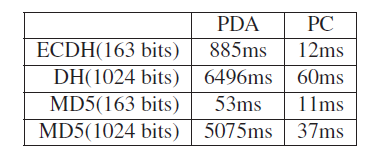 PDA PC
ECDH(163 bits) 885ms 12ms
DH(1024 bits) 6496ms 60ms
MD5(163 bits) 53ms 11ms
MD5(1024 bits) 5075ms 37ms